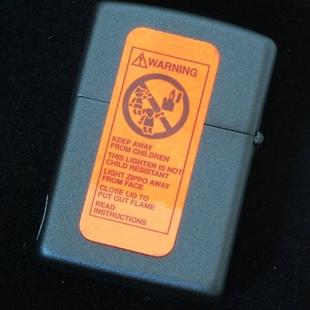 WARNING
KEEP AWAY
FROM CHILDREN
THIS LIGHTER IS NOT
CHILD RESISTANT
LIGHT ZIPPO AWAY
FROM FACE
CLOSE LID TO
PUT OUT FLAME
READ
INSTRUCTIONS